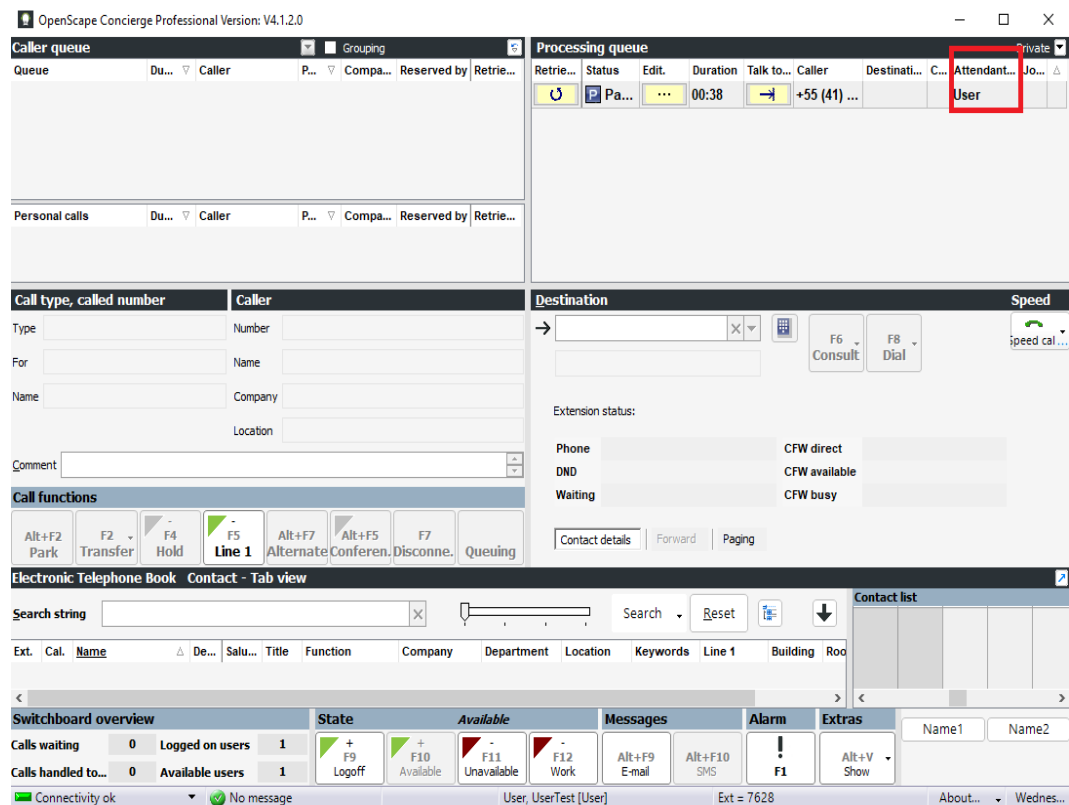 OpenScape Concierge Professional Version: V4.1.2.0
Caller queue Grouping
Queue Du... Caller P... Compa... Reserved by Retrie...
Processing queue Private
Retrie... Status Edit. Duration Talk to... Caller Destinati... C... Attendant... Jo...
P Pa... ... 00:38 +55 (41) ... User
Personal calls Du... Caller P... Compa... Reserved by Retrie...
Call type, called number
Type
For
Name
Caller
Number
Name
Company
Location
Comment
Destination Speed
F6 Consult
F8 Dial
Speed cal...
Extension status:
Phone CFW direct
DND CFW available
Waiting CFW busy
Contact details Forward Paging
Call functions
Alt+F2 Park
F2 Transfer
- F4 Hold
- F5 Line 1
Alt+F7 Alternate
Alt+F5 Conferen.
F7 Disconne.
Queuing
Electronic Telephone Book Contact - Tab view
Search string Search Reset
Contact list
Ext. Cal. Name De... Salu... Title Function Company Department Location Keywords Line 1 Building Roo
Switchboard overview
Calls waiting 0 Logged on users 1
Calls handled to... 0 Available users 1
State Available
+ F9 Logoff
+ F10 Available
- F11 Unavailable
- F12 Work
Messages
Alt+F9 E-mail
Alt+F10 SMS
Alarm
! F1
Extras
Alt+V Show
Name1 Name2
Connectivity ok No message User, UserTest [User] Ext = 7628 About... Wednes...